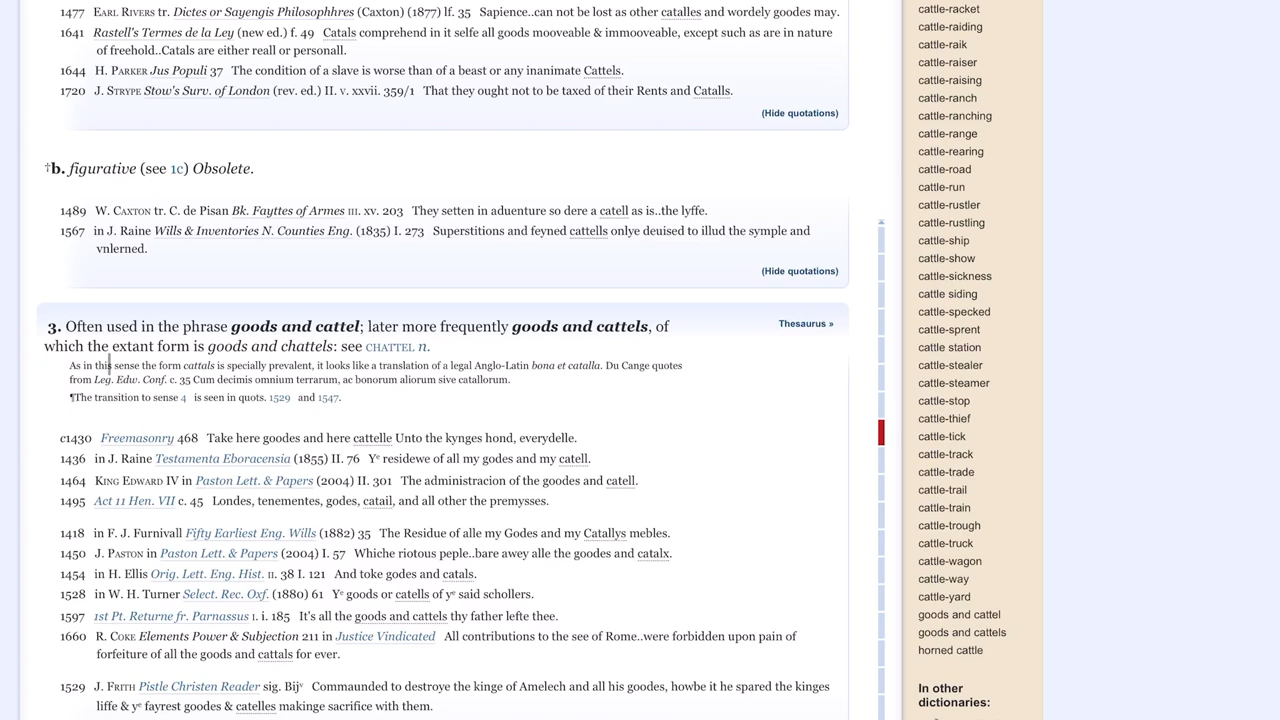 1477 EARL RIVERS tr. Dictes or Sayengis Philosophhres (Caxton) (1877) lf. 35 Sapience..can not be lost as other catalles and wordely goodes may.
1641 Rastell's Termes de la Ley (new ed.) f. 49 Catals comprehend in it selfe all goods mooveable & immooveable, except such as are in nature
of freehold..Catals are either reall or personall.
1644 H. PARKER Jus Populi 37 The condition of a slave is worse than of a beast or any inanimate Cattels.
1720 J. STRYPE Stow's Surv. of London (rev. ed.) II. V. xxvii. 359/1 That they ought not to be taxed of their Rents and Catalls.
(Hide quotations)
†b. figurative (see 1c) Obsolete.
1489 W. CAXTON tr. C. de Pisan Bk. Fayttes of Armes III. xv. 203 They setten in aduenture so dere a catell as is..the lyffe.
1567 in J. Raine Wills & Inventories N. Counties Eng. (1835) I. 273 Superstitions and feyned cattells onlye deuised to illud the symple and
vnlerned.
(Hide quotations)
3. Often used in the phrase goods and cattel; later more frequently goods and cattels, of
which the extant form is goods and chattels: see CHATTEL n.
Thesaurus »
As in this sense the form cattals is specially prevalent, it looks like a translation of a legal Anglo-Latin bona et catalla. Du Cange quotes
from Leg. Edw. Conf. c. 35 Cum decimis omnium terrarum, ac bonorum aliorum sive catallorum.
¶The transition to sense 4 is seen in quots. 1529 and 1547.
c1430 Freemasonry 468 Take here goodes and here cattelle Unto the kynges hond, everydelle.
1436 in J. Raine Testamenta Eboracensia (1855) II. 76 Yᵉ residewe of all my godes and my catell.
1464 KING EDWARD IV in Paston Lett. & Papers (2004) II. 301 The administracion of the goodes and catell.
1495 Act 11 Hen. VII c. 45 Londes, tenementes, godes, catail, and all other the premysses.
1418 in F. J. Furnivall Fifty Earliest Eng. Wills (1882) 35 The Residue of alle my Godes and my Catallys mebles.
1450 J. PASTON in Paston Lett. & Papers (2004) I. 57 Whiche riotous peple..bare awey alle the goodes and catalx.
1454 in H. Ellis Orig. Lett. Eng. Hist. II. 38 I. 121 And toke godes and catals.
1528 in W. H. Turner Select. Rec. Oxf. (1880) 61 Yᵉ goods or catells of yᵉ said schollers.
1597 1st Pt. Returne fr. Parnassus I. i. 185 It's all the goods and cattels thy father lefte thee.
1660 R. COKE Elements Power & Subjection 211 in Justice Vindicated All contributions to the see of Rome..were forbidden upon pain of
forfeiture of all the goods and cattals for ever.
1529 J. FRITH Pistle Christen Reader sig. Bijᵛ Commaunded to destroye the kinge of Amelech and all his goodes, howbe it he spared the kinges
liffe & yᵉ fayrest goodes & catelles makinge sacrifice with them.
cattle-racket
cattle-raiding
cattle-raik
cattle-raiser
cattle-raising
cattle-ranch
cattle-ranching
cattle-range
cattle-rearing
cattle-road
cattle-run
cattle-rustler
cattle-rustling
cattle-ship
cattle-show
cattle-sickness
cattle siding
cattle-specked
cattle-sprent
cattle station
cattle-stealer
cattle-steamer
cattle-stop
cattle-thief
cattle-tick
cattle-track
cattle-trade
cattle-trail
cattle-train
cattle-trough
cattle-truck
cattle-wagon
cattle-way
cattle-yard
goods and cattel
goods and cattels
horned cattle
In other
dictionaries: